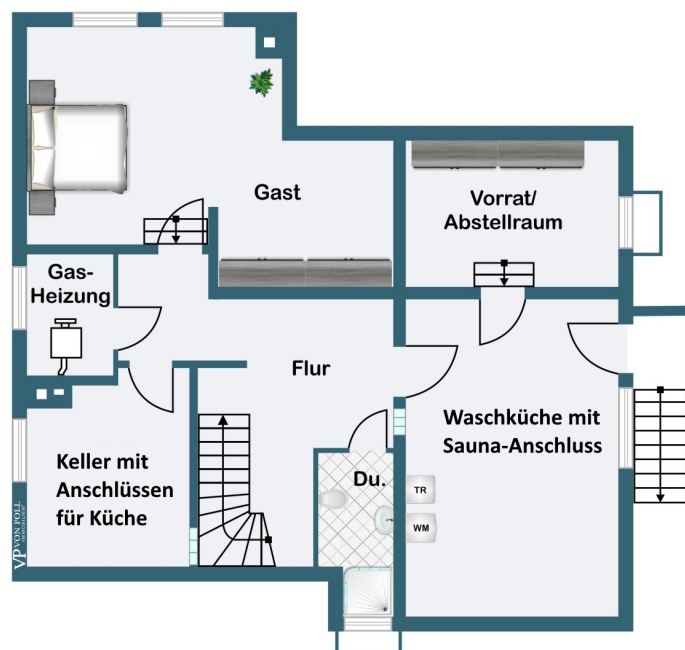 Gast
Vorrat/
Abstellraum
Gas-
Heizung
Flur
Waschküche mit
Sauna-Anschluss
Keller mit
Anschlüssen
für Küche
Du.
TR
WM
VP VON POLL
IMMOBILIEN